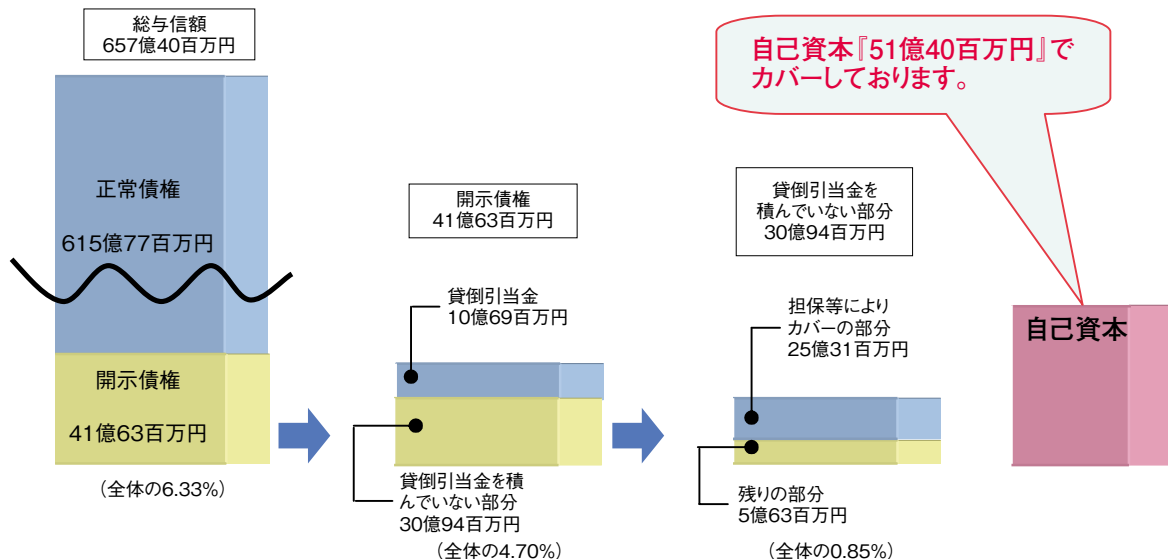 総与信額
657億40百万円
正常債権
615億77百万円
開示債権
41億63百万円
(全体の6.33%)
開示債権
41億63百万円
貸倒引当金
10億69百万円
貸倒引当金を積
んでいない部分
30億94百万円
(全体の4.70%)
貸倒引当金を
積んでいない部分
30億94百万円
担保等により
カバーの部分
25億31百万円
残りの部分
5億63百万円
(全体の0.85%)
自己資本『51億40百万円』で
カバーしております。
自己資本